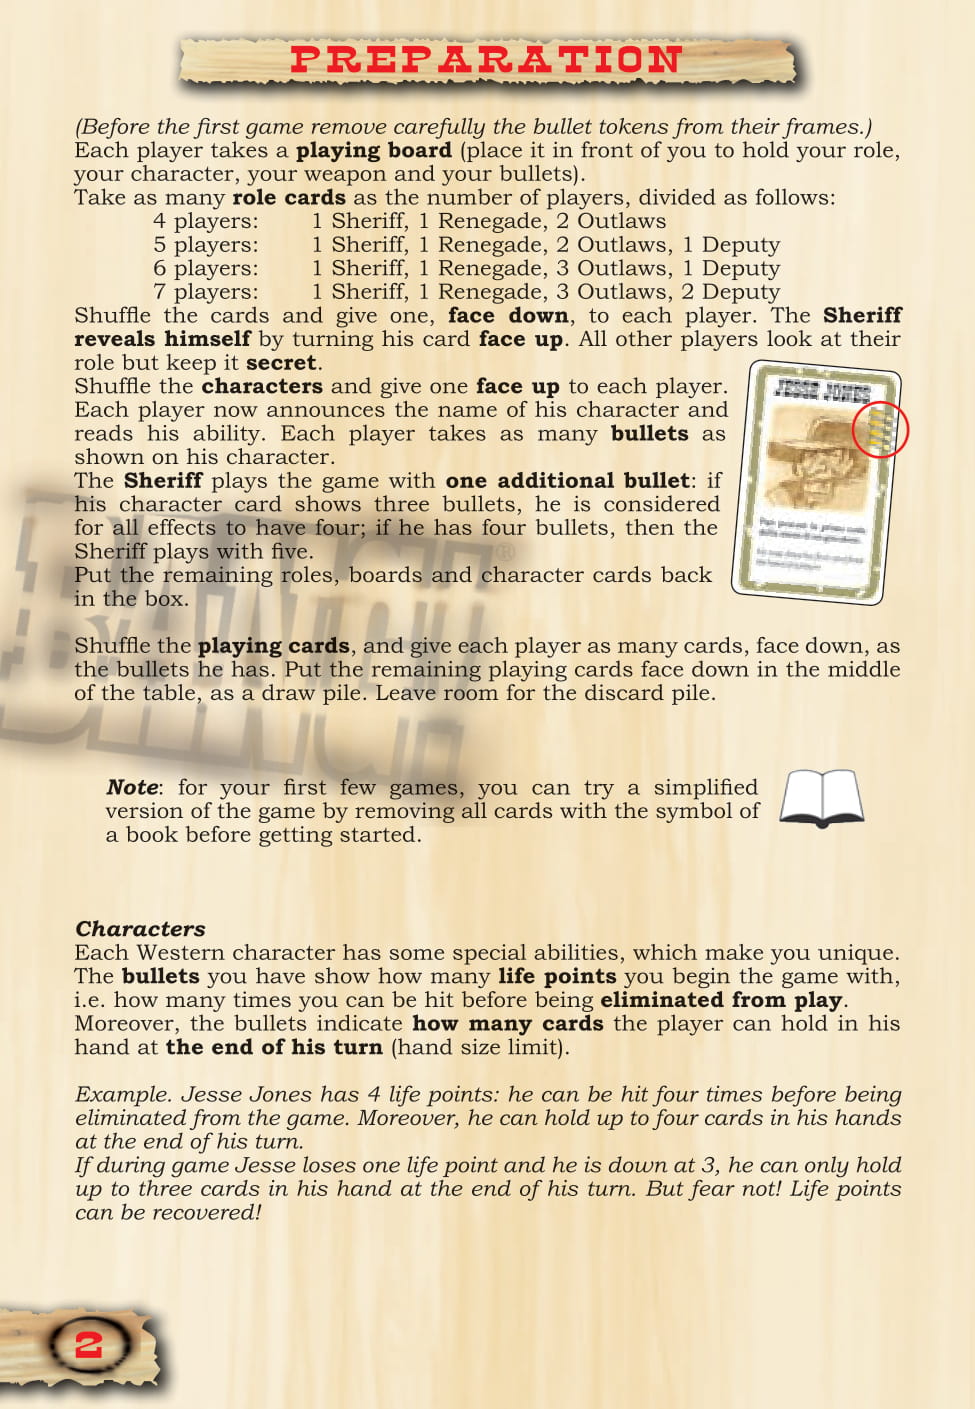 PREPARATION
(Before the first game remove carefully the bullet tokens from their frames.)
Each player takes a playing board (place it in front of you to hold your role,
your character, your weapon and your bullets).
Take as many role cards as the number of players, divided as follows:
4 players: 1 Sheriff, 1 Renegade, 2 Outlaws
5 players: 1 Sheriff, 1 Renegade, 2 Outlaws, 1 Deputy
6 players: 1 Sheriff, 1 Renegade, 3 Outlaws, 1 Deputy
7 players: 1 Sheriff, 1 Renegade, 3 Outlaws, 2 Deputy
Shuffle the cards and give one, face down, to each player. The Sheriff
reveals himself by turning his card face up. All other players look at their
role but keep it secret.
Shuffle the characters and give one face up to each player.
Each player now announces the name of his character and
reads his ability. Each player takes as many bullets as
shown on his character.
The Sheriff plays the game with one additional bullet: if
his character card shows three bullets, he is considered
for all effects to have four; if he has four bullets, then the
Sheriff plays with five.
Put the remaining roles, boards and character cards back
in the box.
JESSE JONES
BANG!®
Shuffle the playing cards, and give each player as many cards, face down, as
the bullets he has. Put the remaining playing cards face down in the middle
of the table, as a draw pile. Leave room for the discard pile.
Note: for your first few games, you can try a simplified
version of the game by removing all cards with the symbol of
a book before getting started.
Characters
Each Western character has some special abilities, which make you unique.
The bullets you have show how many life points you begin the game with,
i.e. how many times you can be hit before being eliminated from play.
Moreover, the bullets indicate how many cards the player can hold in his
hand at the end of his turn (hand size limit).
Example. Jesse Jones has 4 life points: he can be hit four times before being
eliminated from the game. Moreover, he can hold up to four cards in his hands
at the end of his turn.
If during game Jesse loses one life point and he is down at 3, he can only hold
up to three cards in his hand at the end of his turn. But fear not! Life points
can be recovered!
2